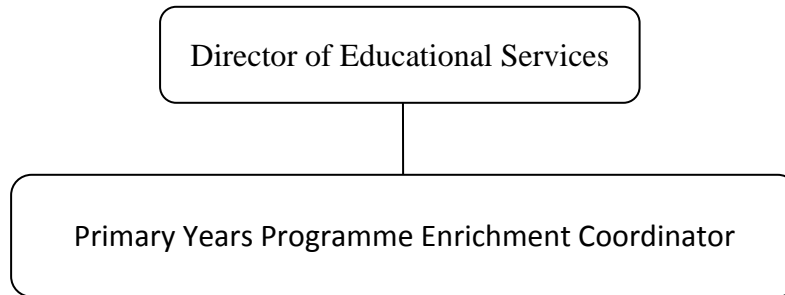 Director of Educational Services
Primary Years Programme Enrichment Coordinator